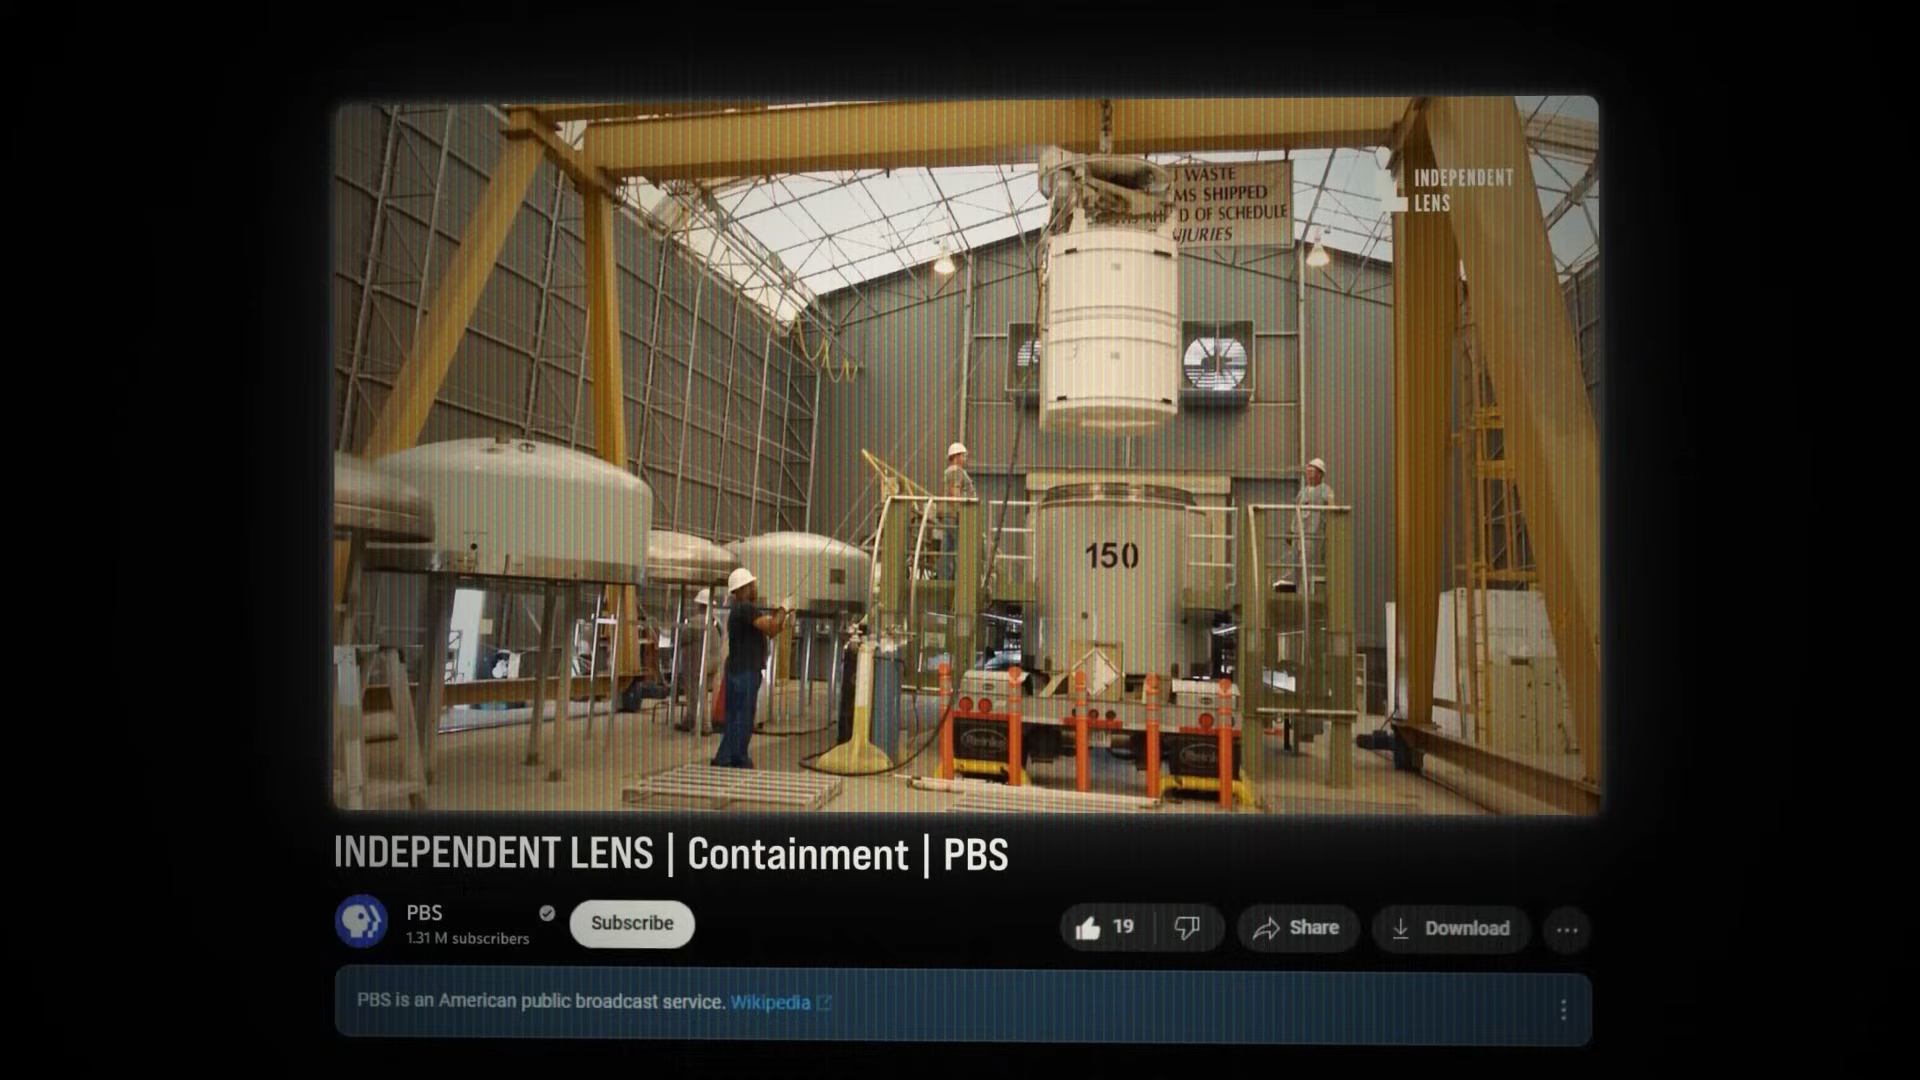 WASTE
MS SHIPPED
D OF SCHEDULE
JURIES
INDEPENDENT
LENS
150
INDEPENDENT LENS | Containment | PBS
PBS
1.31 M subscribers
Subscribe
19
Share
Download
PBS is an American public broadcast service. Wikipedia